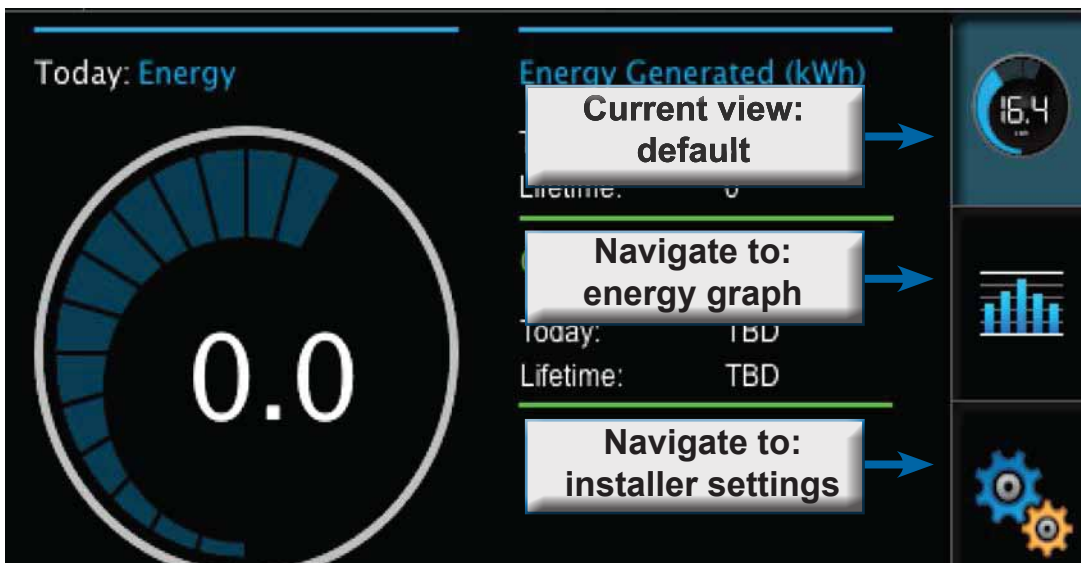 Today: Energy
0.0
Energy Generated (kWh)
Lifetime: 0
Today: TBD
Lifetime: TBD
Current view:
default
Navigate to:
energy graph
Navigate to:
installer settings
16.4